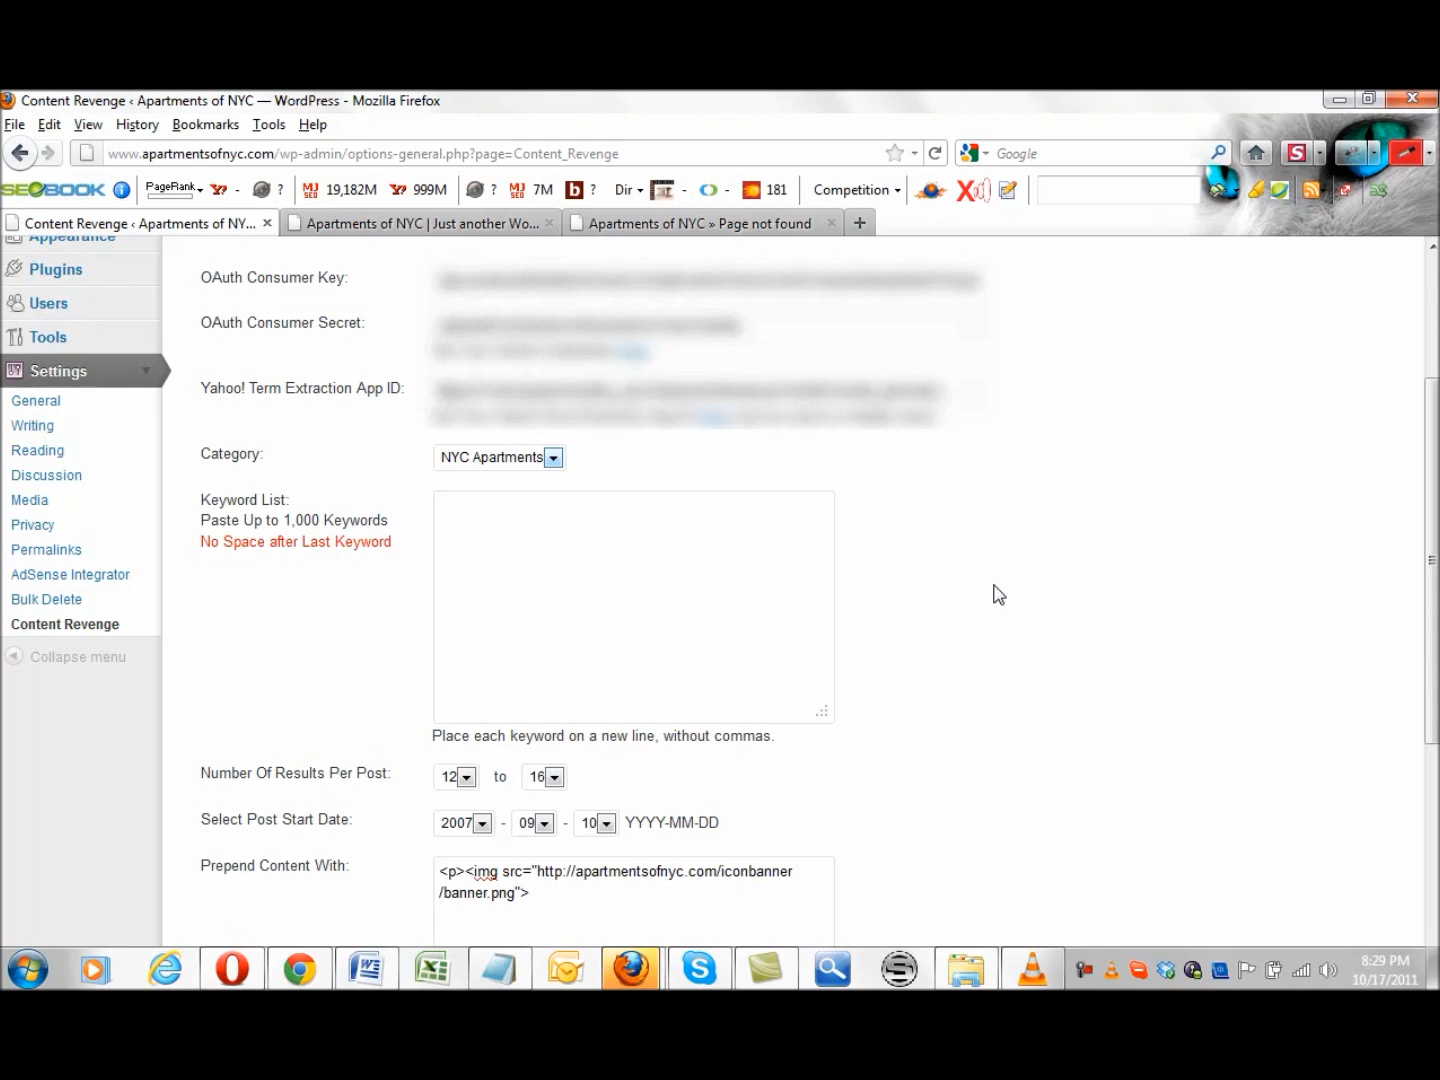 Content Revenge ‹ Apartments of NYC — WordPress - Mozilla Firefox
File Edit View History Bookmarks Tools Help
www.apartmentsofnyc.com/wp-admin/options-general.php?page=Content_Revenge
Google
S
SEOBOOK
PageRank - ? 19,182M 999M ? 7M b ? Dir - - 181 Competition
Content Revenge ‹ Apartments of NY... Apartments of NYC | Just another Wo... Apartments of NYC » Page not found
Appearance
Plugins
Users
Tools
Settings
General
Writing
Reading
Discussion
Media
Privacy
Permalinks
AdSense Integrator
Bulk Delete
Content Revenge
Collapse menu
OAuth Consumer Key:
OAuth Consumer Secret:
Yahoo! Term Extraction App ID:
Category: NYC Apartments
Keyword List:
Paste Up to 1,000 Keywords
No Space after Last Keyword
Place each keyword on a new line, without commas.
Number Of Results Per Post: 12 to 16
Select Post Start Date: 2007 - 09 - 10 YYYY-MM-DD
Prepend Content With: <p><img src="http://apartmentsofnyc.com/iconbanner
/banner.png">
8:29 PM
10/17/2011